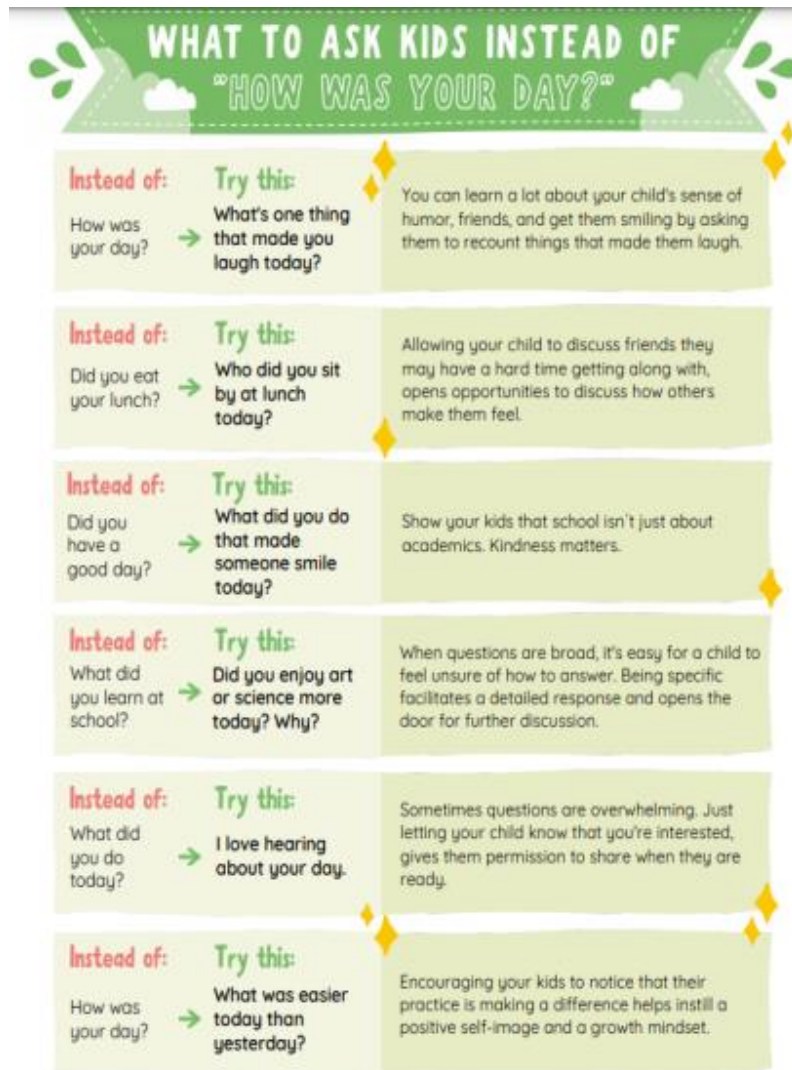 WHAT TO ASK KIDS INSTEAD OF
"HOW WAS YOUR DAY?"
Instead of:
How was
your day?
Try this:
What's one thing
that made you
laugh today?
You can learn a lot about your child's sense of
humor, friends, and get them smiling by asking
them to recount things that made them laugh.
Instead of:
Did you eat
your lunch?
Try this:
Who did you sit
by at lunch
today?
Allowing your child to discuss friends they
may have a hard time getting along with,
opens opportunities to discuss how others
make them feel.
Instead of:
Did you
have a
good day?
Try this:
What did you do
that made
someone smile
today?
Show your kids that school isn´t just about
academics. Kindness matters.
Instead of:
What did
you learn at
school?
Try this:
Did you enjoy art
or science more
today? Why?
When questions are broad, it's easy for a child to
feel unsure of how to answer. Being specific
facilitates a detailed response and opens the
door for further discussion.
Instead of:
What did
you do
today?
Try this:
I love hearing
about your day.
Sometimes questions are overwhelming. Just
letting your child know that you're interested,
gives them permission to share when they are
ready.
Instead of:
How was
your day?
Try this:
What was easier
today than
yesterday?
Encouraging your kids to notice that their
practice is making a difference helps instill a
positive self-image and a growth mindset.